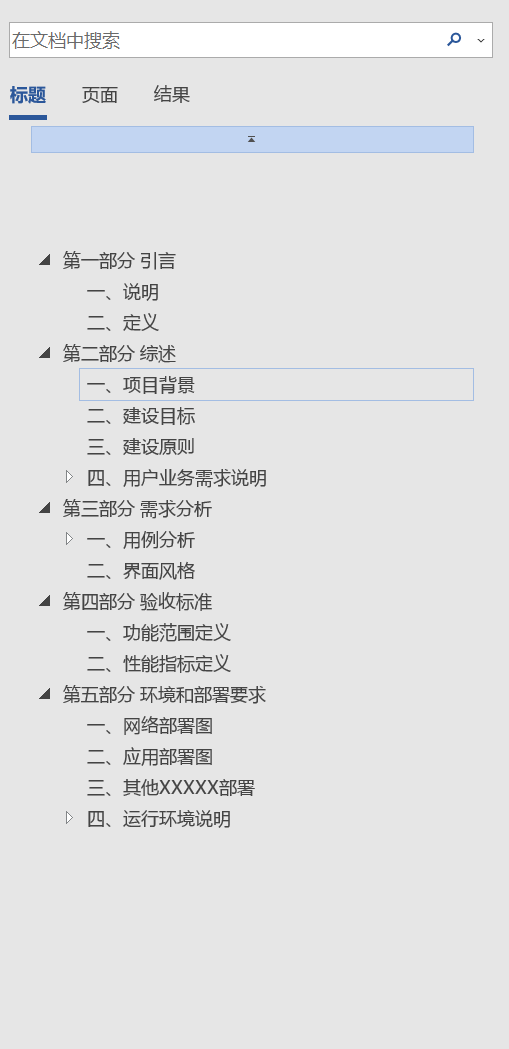 在文档中搜索
标题 页面 结果
第一部分 引言
一、说明
二、定义
第二部分 综述
一、项目背景
二、建设目标
三、建设原则
四、用户业务需求说明
第三部分 需求分析
一、用例分析
二、界面风格
第四部分 验收标准
一、功能范围定义
二、性能指标定义
第五部分 环境和部署要求
一、网络部署图
二、应用部署图
三、其他XXXXX部署
四、运行环境说明